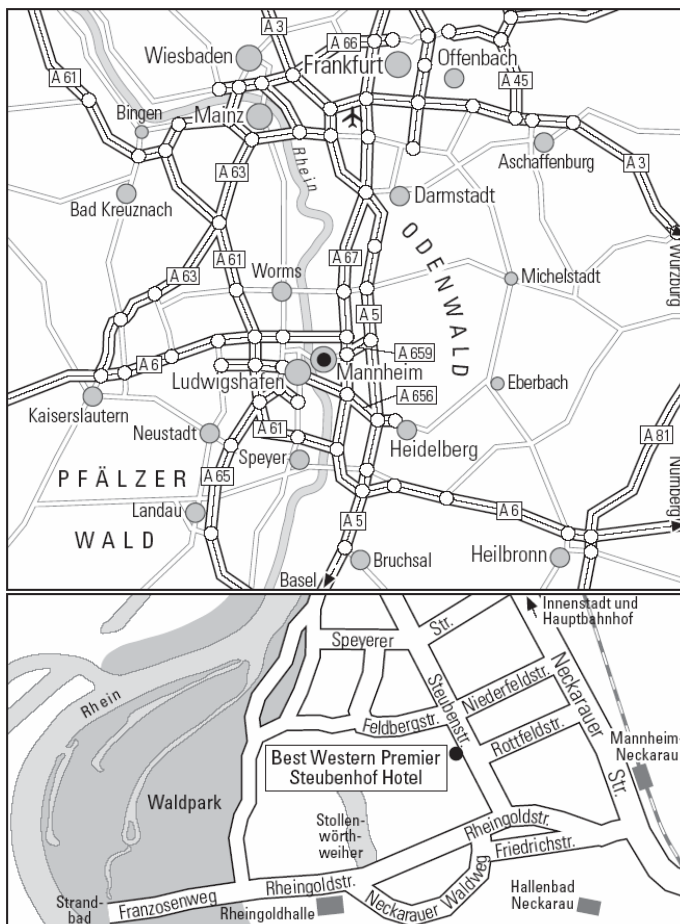 A 3
A 66
Wiesbaden
Frankfurt
Offenbach
A 61
A 45
Bingen
Mainz
Rhein
Aschaffenburg
A 3
A 63
Bad Kreuznach
Darmstadt
ODENWALD
Würzburg
A 63
A 61
Worms
A 67
Michelstadt
A 5
A 6
A 659
Ludwigshafen
Mannheim
A 656
Eberbach
Kaiserslautern
Neustadt
A 61
Heidelberg
A 81
Speyer
PFÄLZER
WALD
A 65
Nürnberg
Landau
A 5
A 6
Basel
Bruchsal
Heilbronn
Innenstadt und
Hauptbahnhof
Speyerer
Str.
Rhein
Steubenstr.
Niederfeldstr.
Neckarauer
Str.
Feldbergstr.
Rottfeldstr.
Mannheim-
Neckarau
Best Western Premier
Steubenhof Hotel
Waldpark
Stollen-
wörth-
weiher
Rheingoldstr.
Friedrichstr.
Strand-
bad
Franzosenweg
Rheingoldstr.
Rheingoldhalle
Neckarauer Waldweg
Hallenbad
Neckarau